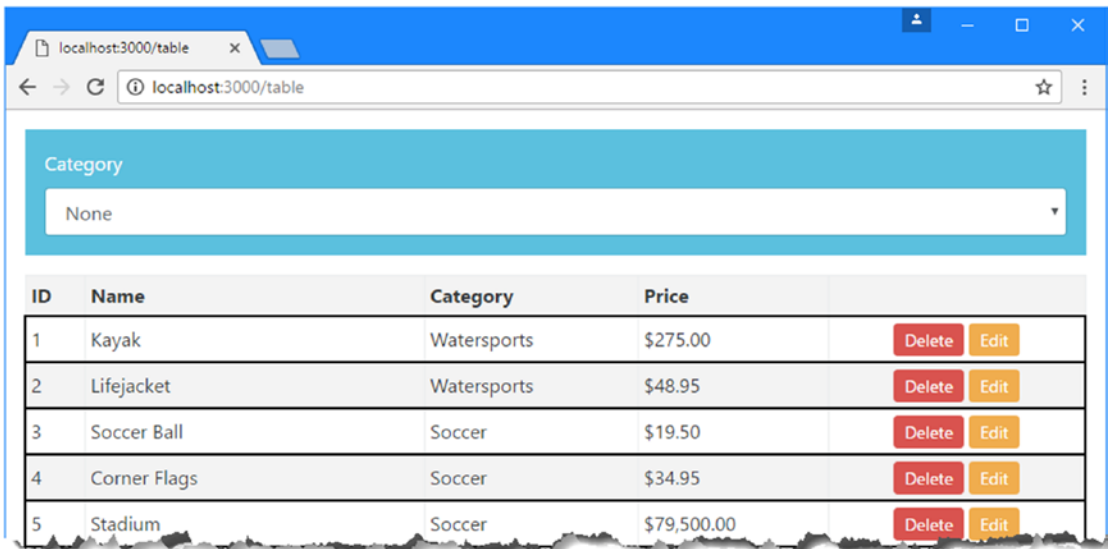 localhost:3000/table
localhost:3000/table
Category
None
ID Name Category Price
1 Kayak Watersports $275.00 Delete Edit
2 Lifejacket Watersports $48.95 Delete Edit
3 Soccer Ball Soccer $19.50 Delete Edit
4 Corner Flags Soccer $34.95 Delete Edit
5 Stadium Soccer $79,500.00 Delete Edit